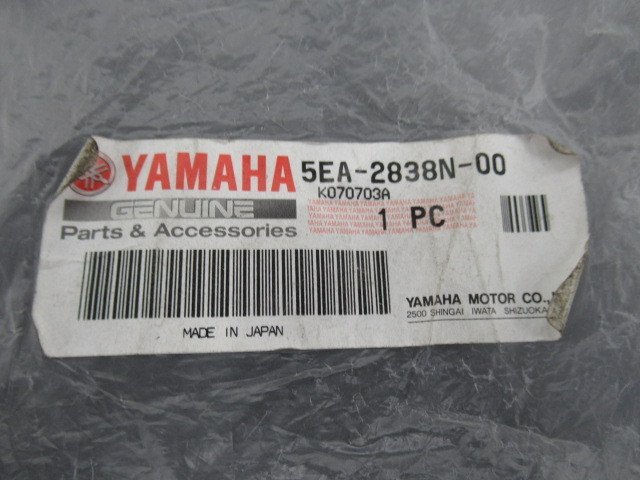 YAMAHA 5EA-2838N-00
K070703A
GENUINE
1 PC
Parts & Accessories
YAMAHA MOTOR CO.,
2500 SHINGAI IWATA SHIZUOKA
MADE IN JAPAN